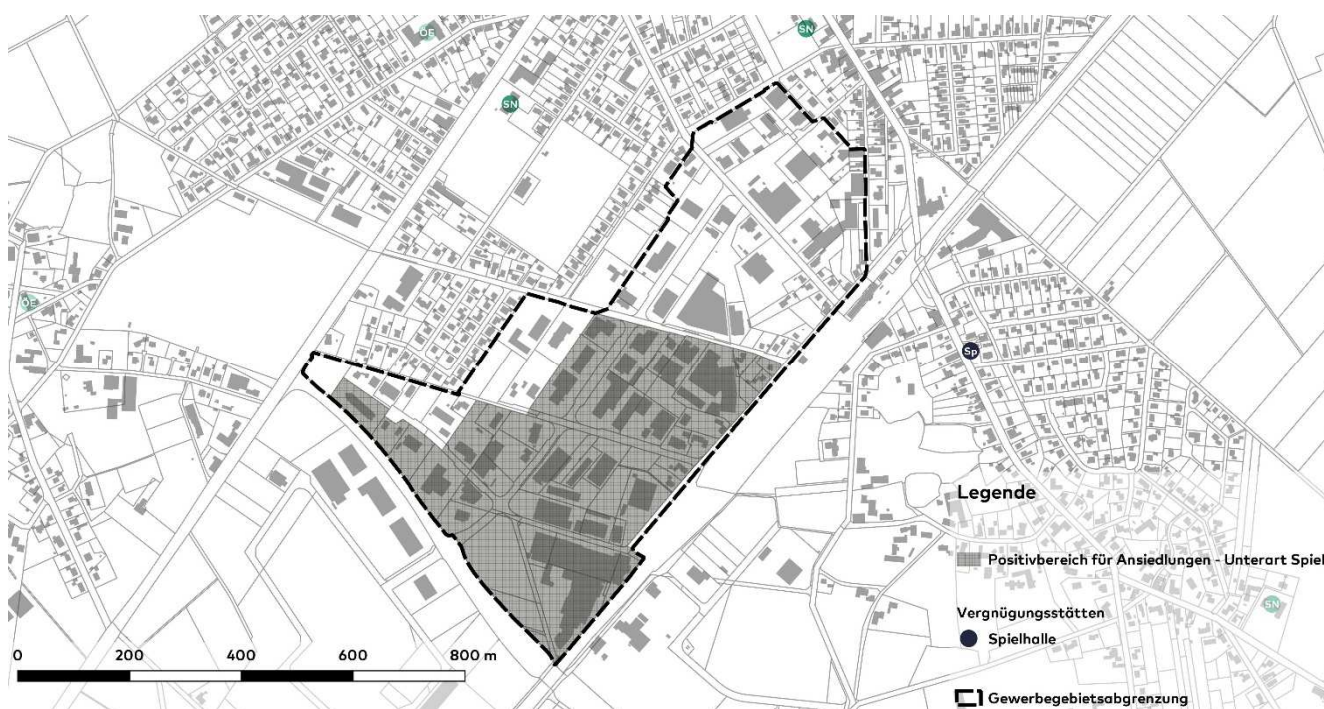 OE
SN
SN
OE
Sp
Legende
Positivbereich für Ansiedlungen - Unterart Spiel
Vergnügungsstätten
SN
Spielhalle
0 200 400 600 800 m
Gewerbegebietsabgrenzung